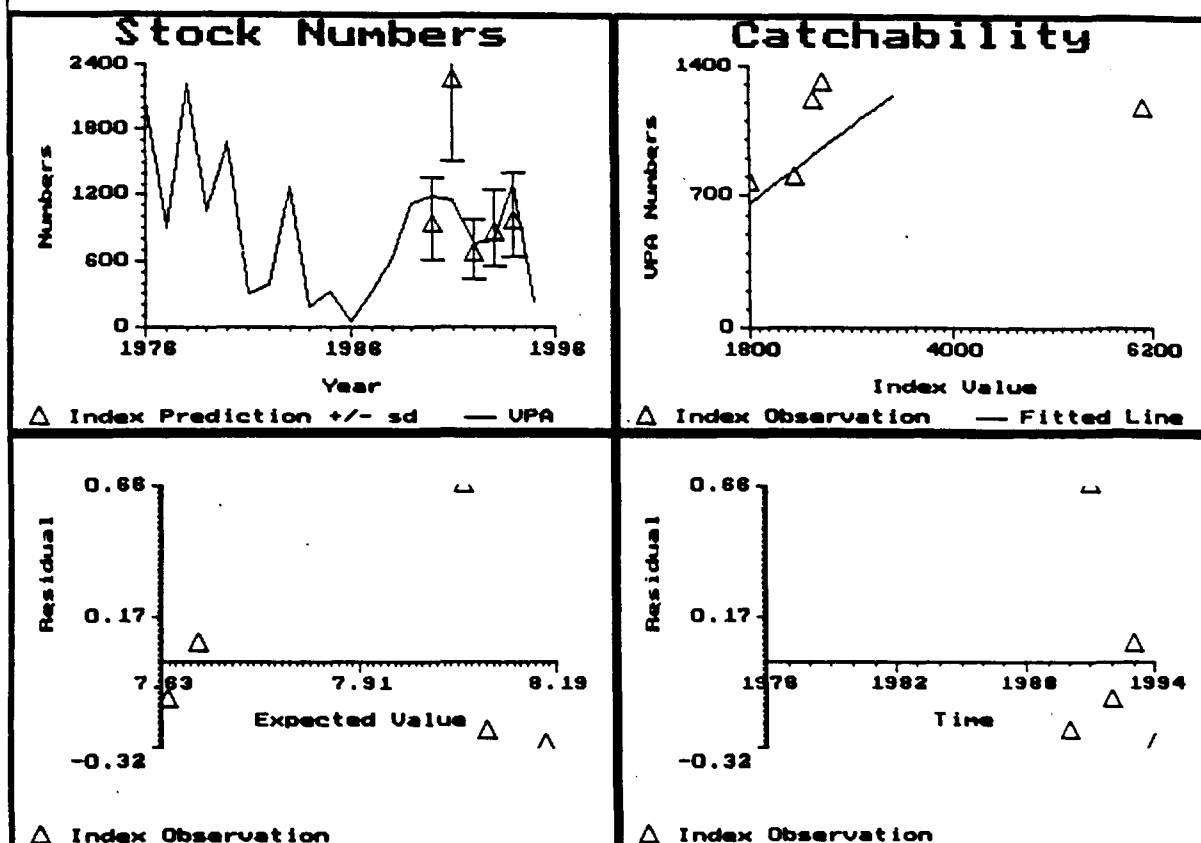 Stock Numbers
2400
1800
1200
600
0
Numbers
1976
1986
1996
Year
△ Index Prediction +/- sd — VPA
Catchability
1400
700
0
VPA Numbers
1800
4000
6200
Index Value
△ Index Observation — Fitted Line
0.66
0.17
-0.32
Residual
7.63
7.91
8.19
Expected Value
△ Index Observation
0.66
0.17
-0.32
Residual
1976
1982
1988
1994
Time
△ Index Observation